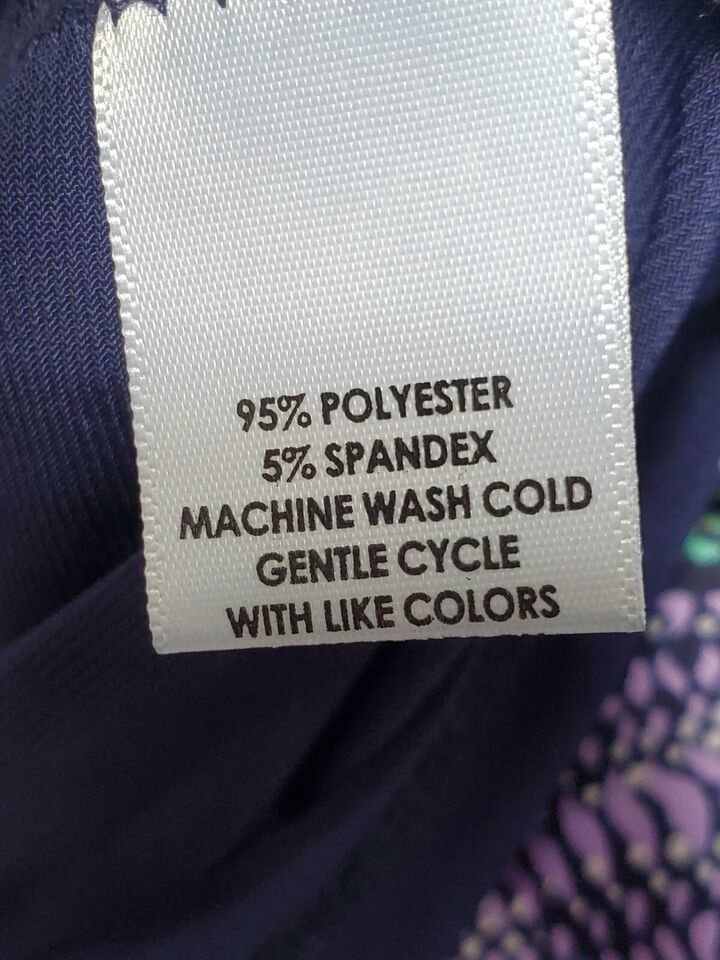 95% POLYESTER
5% SPANDEX
MACHINE WASH COLD
GENTLE CYCLE
WITH LIKE COLORS